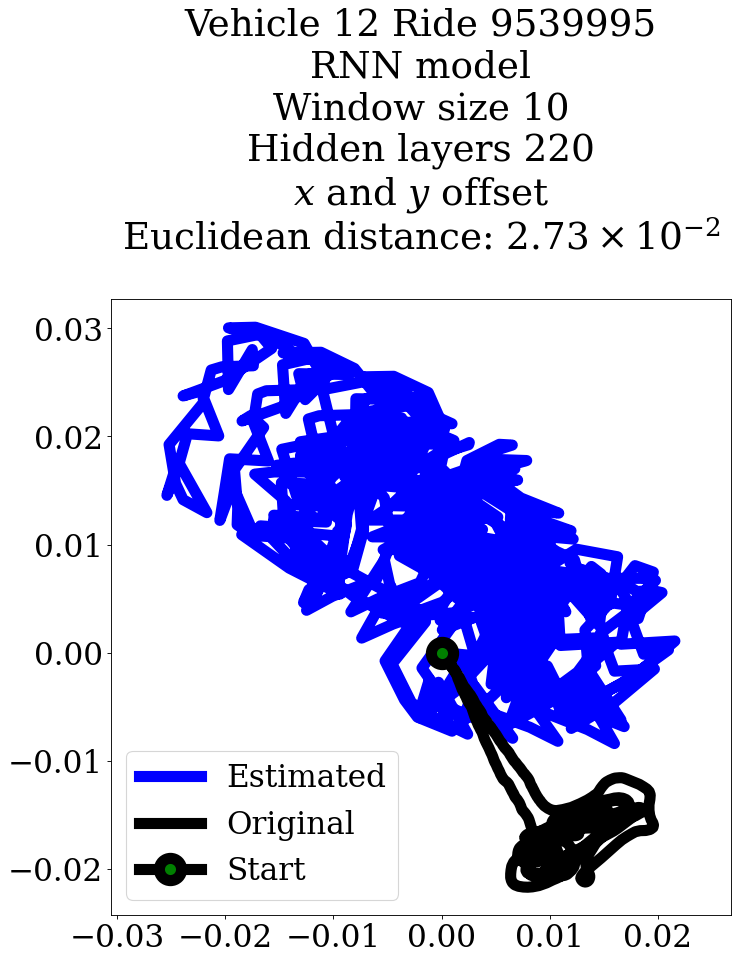 Vehicle 12 Ride 9539995
RNN model
Window size 10
Hidden layers 220
x and y offset
Euclidean distance: 2.73 × 10⁻²
0.03
0.02
0.01
0.00
−0.01
−0.02
Estimated
Original
Start
−0.03 −0.02 −0.01 0.00 0.01 0.02